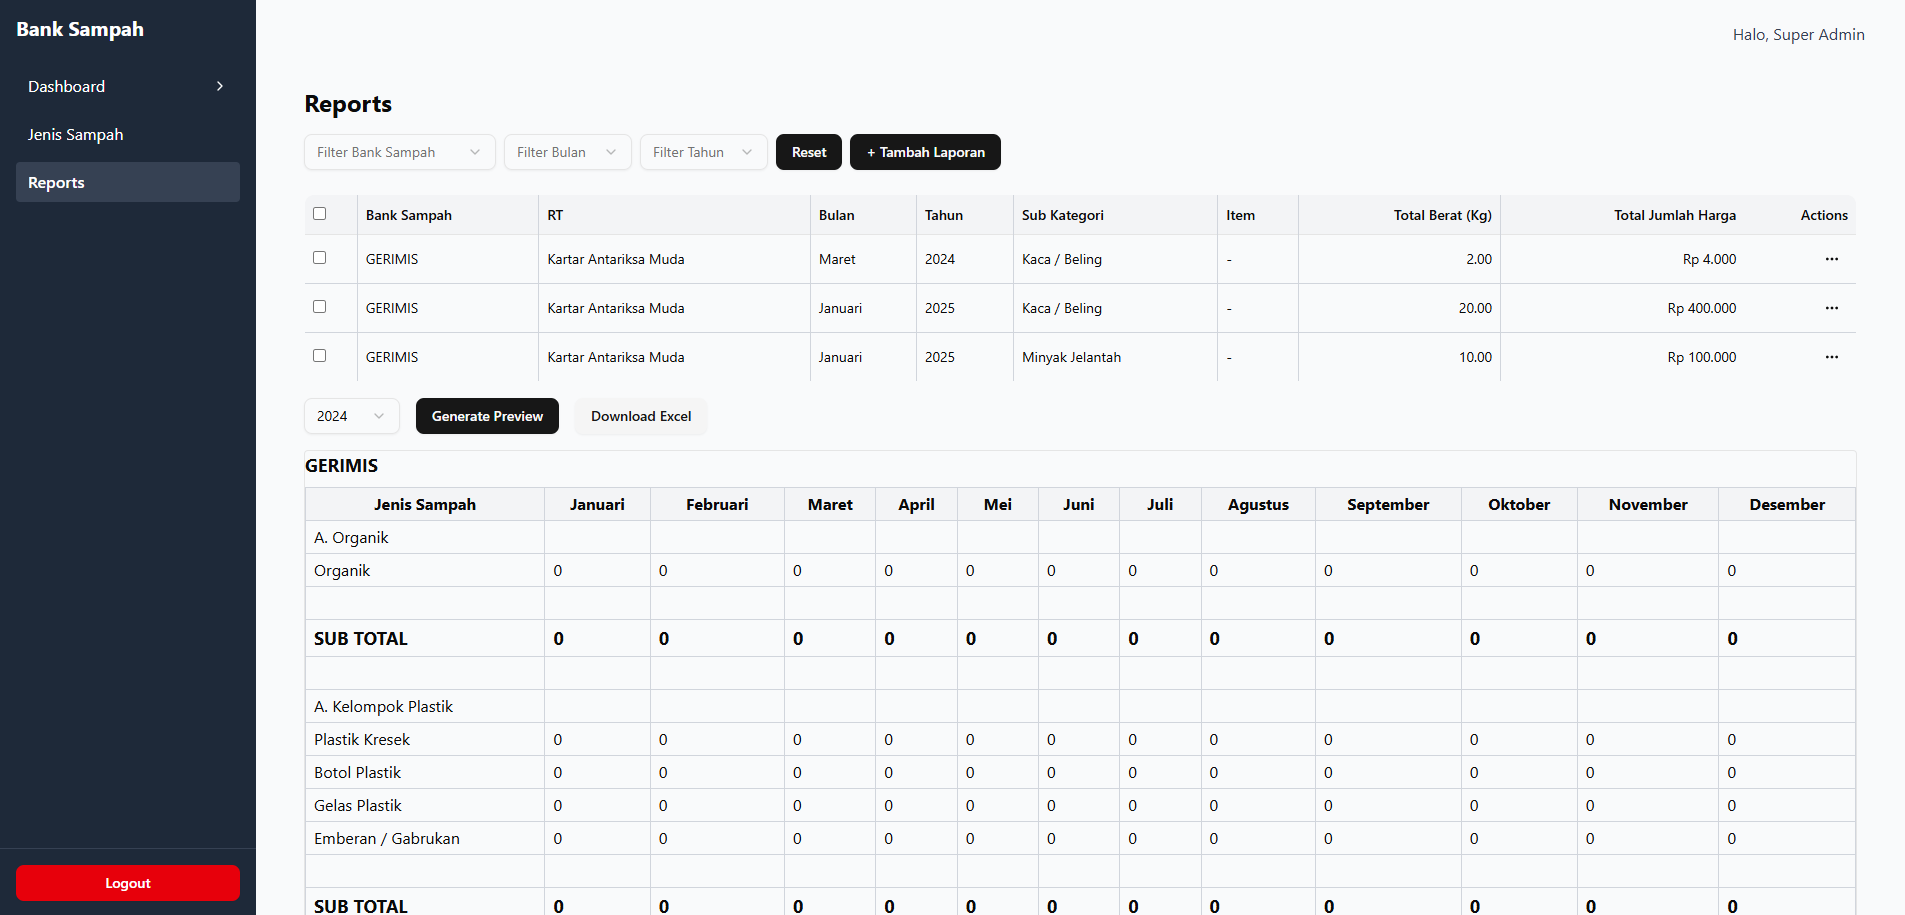 Bank Sampah
Dashboard
Jenis Sampah
Reports
Logout
Halo, Super Admin
Reports
Filter Bank Sampah Filter Bulan Filter Tahun Reset + Tambah Laporan
Bank Sampah RT Bulan Tahun Sub Kategori Item Total Berat (Kg) Total Jumlah Harga Actions
GERIMIS Kartar Antariksa Muda Maret 2024 Kaca / Beling - 2.00 Rp 4.000 ...
GERIMIS Kartar Antariksa Muda Januari 2025 Kaca / Beling - 20.00 Rp 400.000 ...
GERIMIS Kartar Antariksa Muda Januari 2025 Minyak Jelantah - 10.00 Rp 100.000 ...
2024 Generate Preview Download Excel
GERIMIS
Jenis Sampah Januari Februari Maret April Mei Juni Juli Agustus September Oktober November Desember
A. Organik
Organik 0 0 0 0 0 0 0 0 0 0 0 0
SUB TOTAL 0 0 0 0 0 0 0 0 0 0 0 0
A. Kelompok Plastik
Plastik Kresek 0 0 0 0 0 0 0 0 0 0 0 0
Botol Plastik 0 0 0 0 0 0 0 0 0 0 0 0
Gelas Plastik 0 0 0 0 0 0 0 0 0 0 0 0
Emberan / Gabrukan 0 0 0 0 0 0 0 0 0 0 0 0
SUB TOTAL 0 0 0 0 0 0 0 0 0 0 0 0